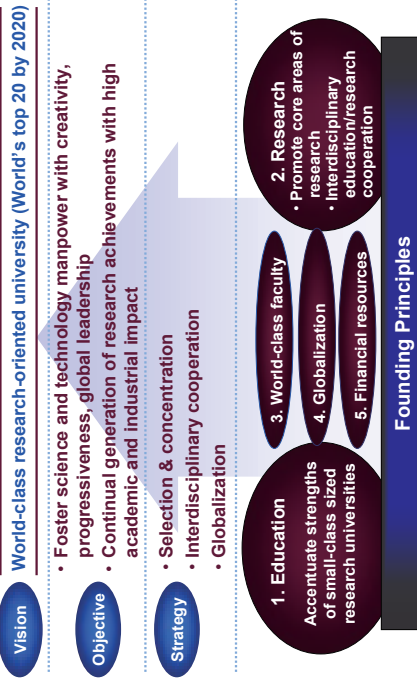 Vision
World-class research-oriented university (World's top 20 by 2020)
Objective
• Foster science and technology manpower with creativity,
progressiveness, global leadership
• Continual generation of research achievements with high
academic and industrial impact
Strategy
• Selection & concentration
• Interdisciplinary cooperation
• Globalization
1. Education
Accentuate strengths
of small-class sized
research universities
3. World-class faculty
4. Globalization
5. Financial resources
2. Research
• Promote core areas of
research
• Interdisciplinary
education/research
cooperation
Founding Principles